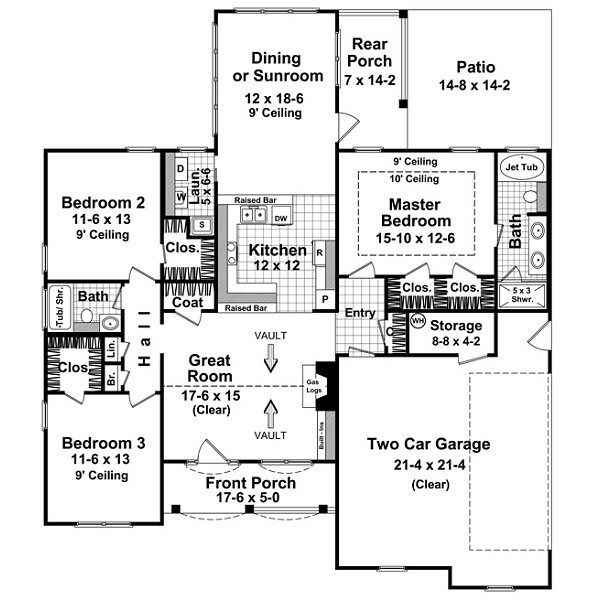 Dining
or Sunroom
12 x 18-6
9' Ceiling
Rear
Porch
7 x 14-2
Patio
14-8 x 14-2
Bedroom 2
11-6 x 13
9' Ceiling
D
W
Laun.
5 x 6-6
S
Clos.
Raised Bar
DW
Kitchen
12 x 12
R
P
Raised Bar
9' Ceiling
10' Ceiling
Master
Bedroom
15-10 x 12-6
Jet Tub
Bath
5 x 3
Shwr.
Clos.
Clos.
Tub/ Shr.
Bath
Coat
Hall
Lin.
Br.
Clos.
Entry
C
WH
Storage
8-8 x 4-2
VAULT
Great
Room
17-6 x 15
(Clear)
VAULT
Gas
Logs
Built - Ins
Bedroom 3
11-6 x 13
9' Ceiling
Front Porch
17-6 x 5-0
Two Car Garage
21-4 x 21-4
(Clear)